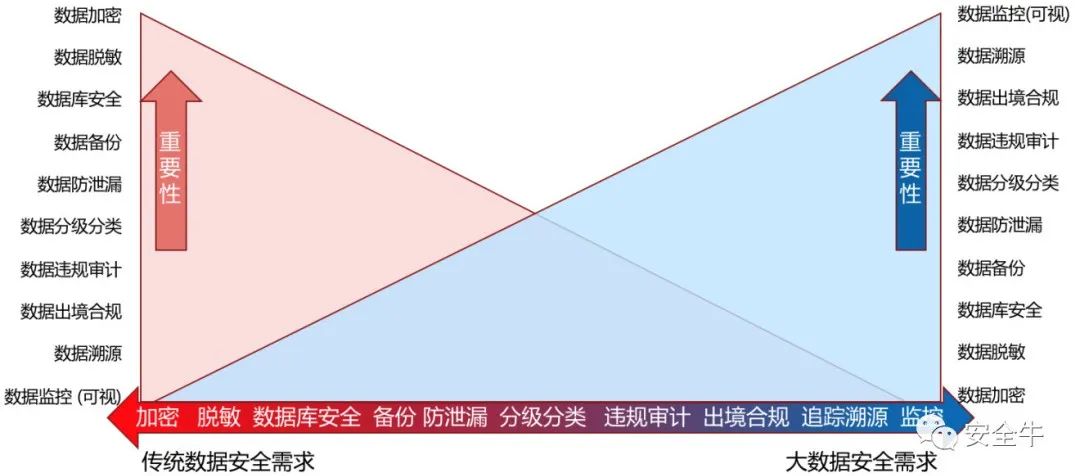 数据加密
数据脱敏
数据库安全
数据备份
数据防泄漏
数据分级分类
数据违规审计
数据出境合规
数据溯源
数据监控 (可视)
重要性
重要性
数据监控(可视)
数据溯源
数据出境合规
数据违规审计
数据分级分类
数据防泄漏
数据备份
数据库安全
数据脱敏
数据加密
加密 脱敏 数据库安全 备份 防泄漏 分级分类 违规审计 出境合规 追踪溯源 监控
安全牛
传统数据安全需求 大数据安全需求